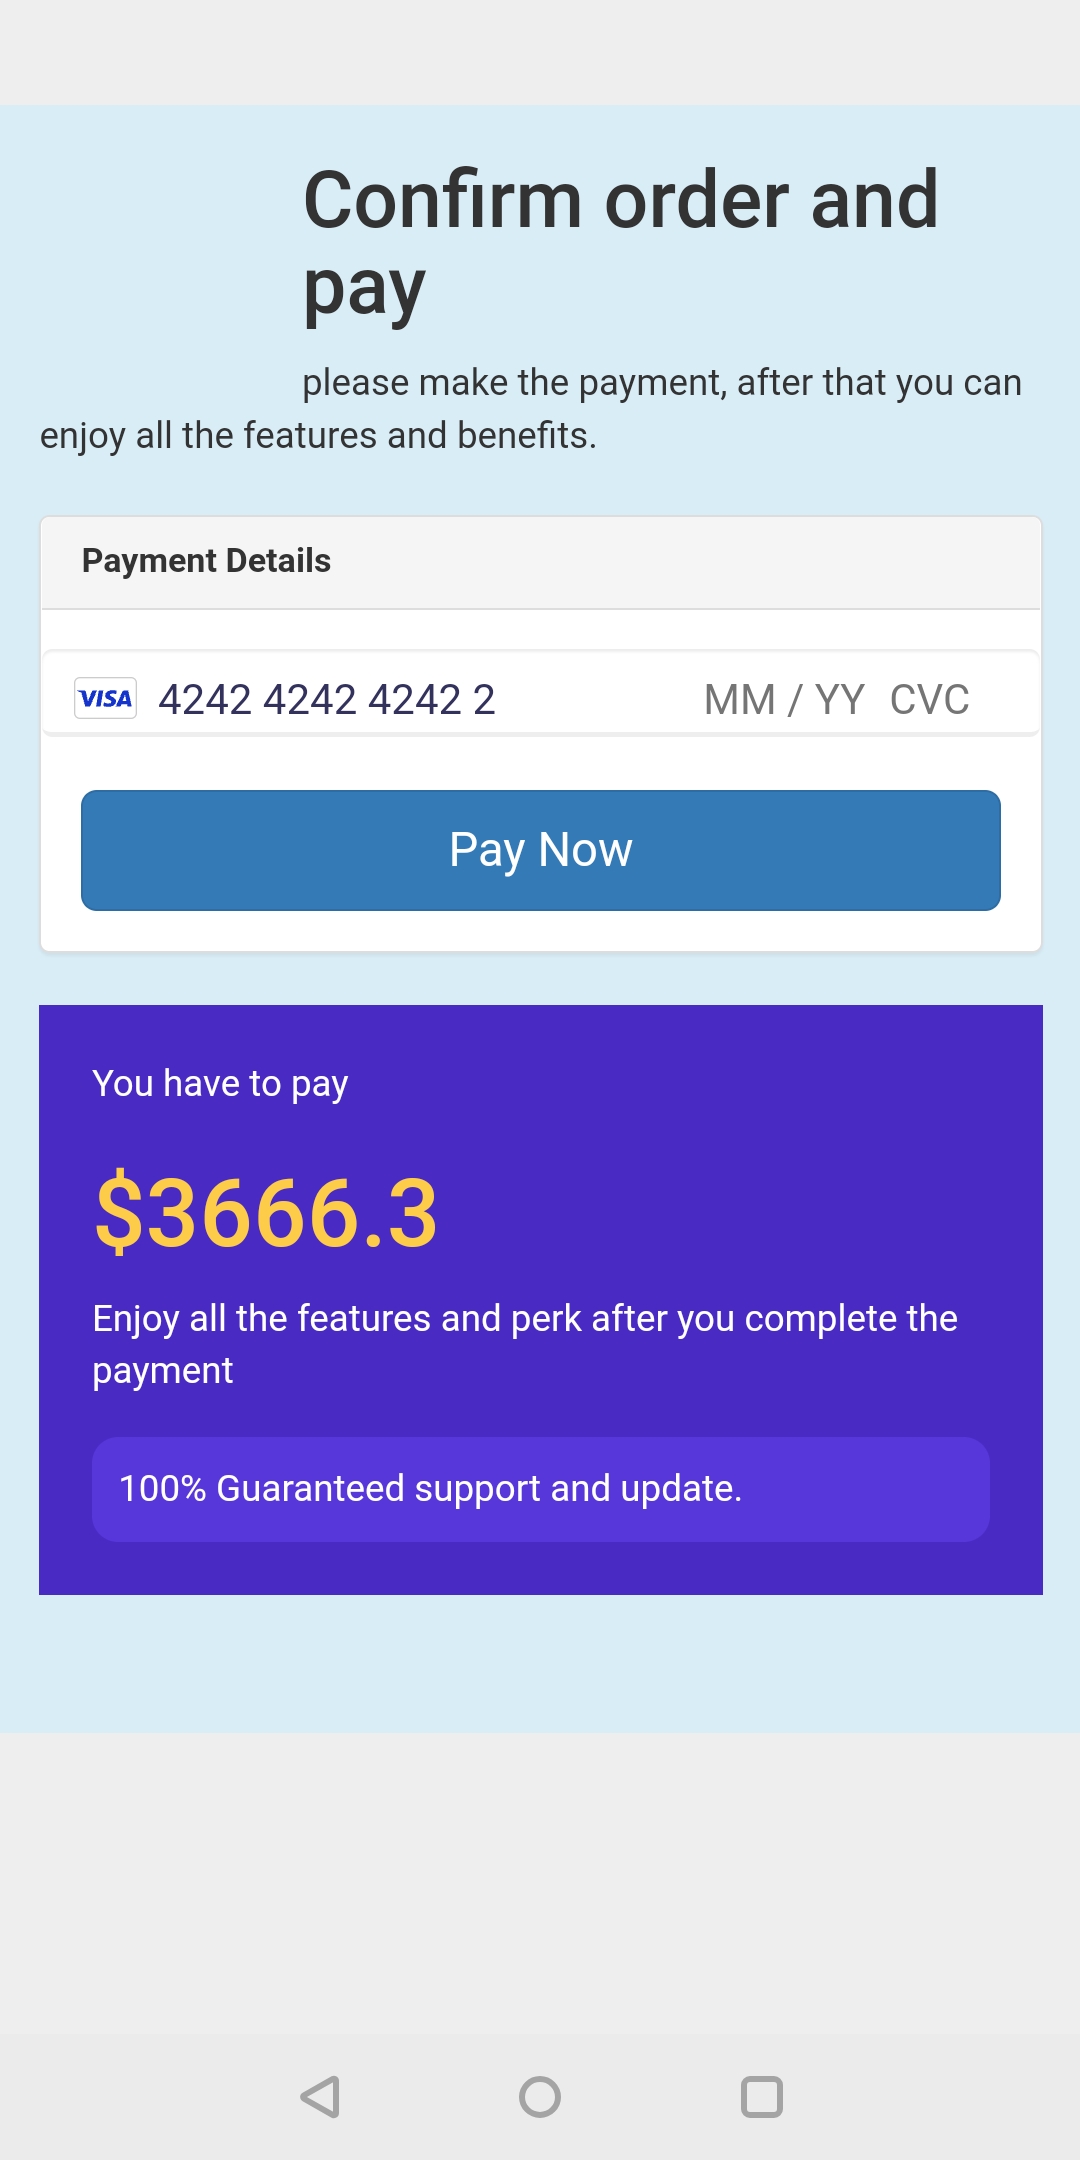 Confirm order and
pay
please make the payment, after that you can
enjoy all the features and benefits.
Payment Details
VISA 4242 4242 4242 2 MM / YY CVC
Pay Now
You have to pay
$3666.3
Enjoy all the features and perk after you complete the
payment
100% Guaranteed support and update.